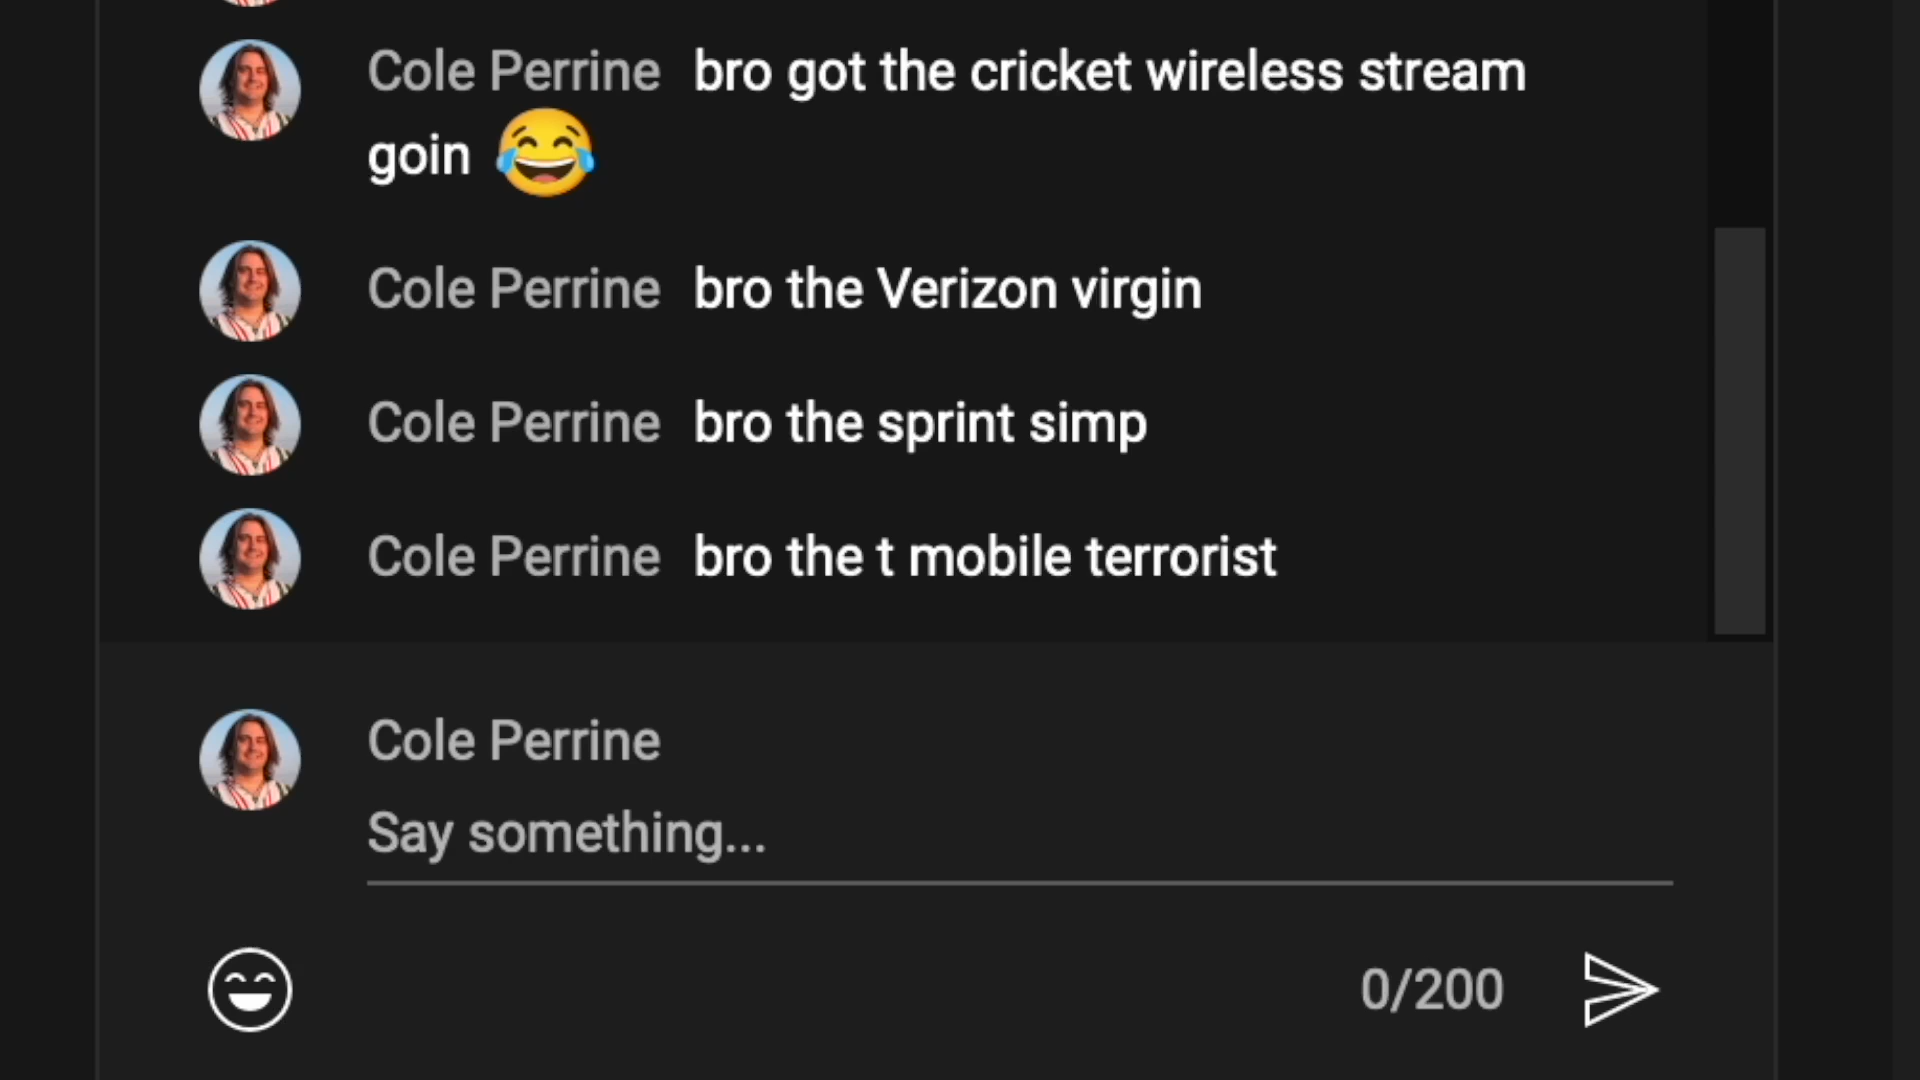 Cole Perrine bro got the cricket wireless stream
goin 😂
Cole Perrine bro the Verizon virgin
Cole Perrine bro the sprint simp
Cole Perrine bro the t mobile terrorist
Cole Perrine
Say something...
0/200